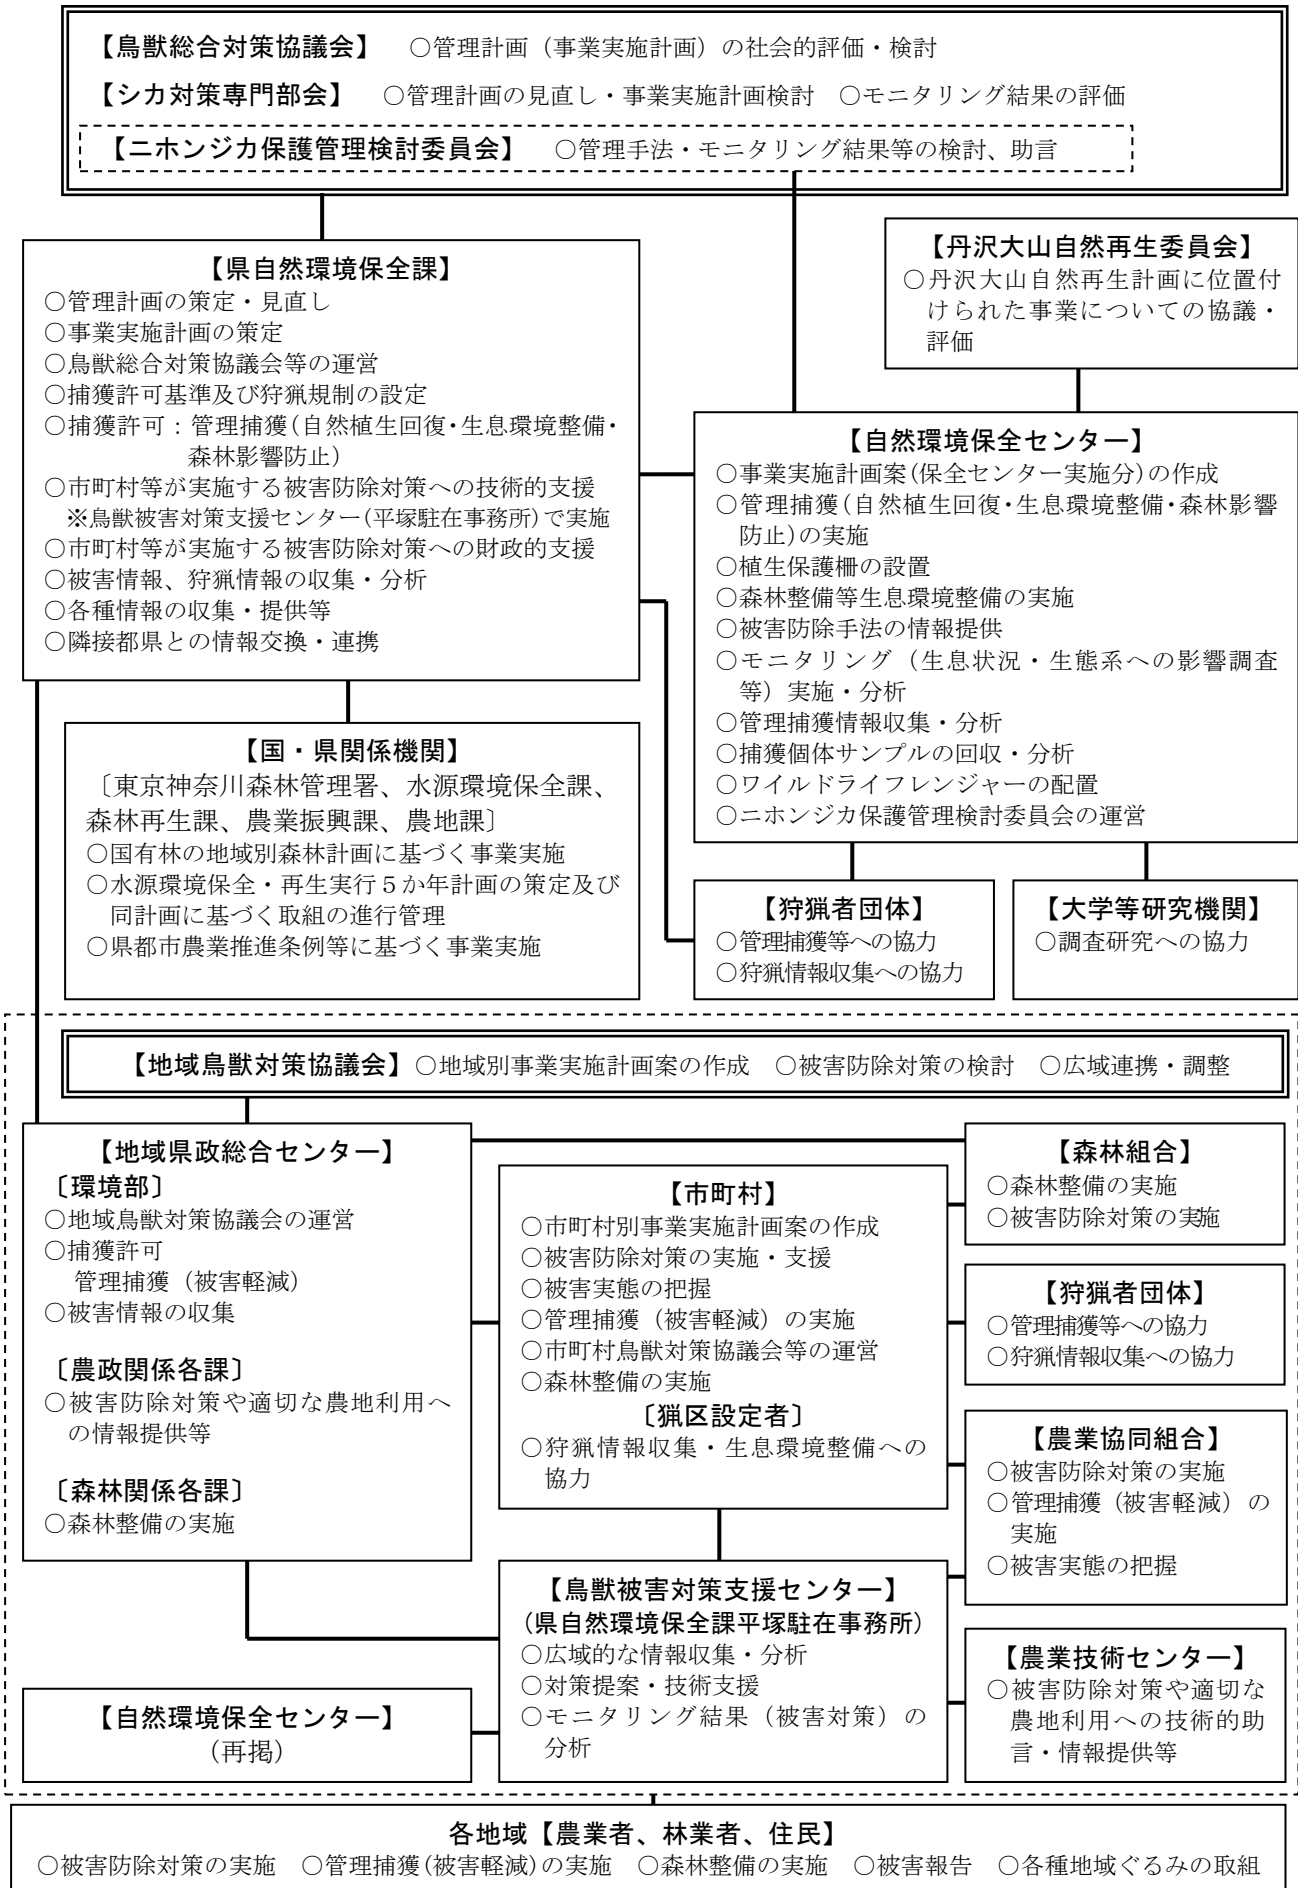 【鳥獣総合対策協議会】 ○管理計画（事業実施計画）の社会的評価・検討
【シカ対策専門部会】 ○管理計画の見直し・事業実施計画検討 ○モニタリング結果の評価
【ニホンジカ保護管理検討委員会】 ○管理手法・モニタリング結果等の検討、助言
【県自然環境保全課】
○管理計画の策定・見直し
○事業実施計画の策定
○鳥獣総合対策協議会等の運営
○捕獲許可基準及び狩猟規制の設定
○捕獲許可：管理捕獲(自然植生回復・生息環境整備・
森林影響防止)
○市町村等が実施する被害防除対策への技術的支援
※鳥獣被害対策支援センター(平塚駐在事務所)で実施
○市町村等が実施する被害防除対策への財政的支援
○被害情報、狩猟情報の収集・分析
○各種情報の収集・提供等
○隣接都県との情報交換・連携
【丹沢大山自然再生委員会】
○丹沢大山自然再生計画に位置付
けられた事業についての協議・
評価
【自然環境保全センター】
○事業実施計画案(保全センター実施分)の作成
○管理捕獲(自然植生回復・生息環境整備・森林影響
防止)の実施
○植生保護柵の設置
○森林整備等生息環境整備の実施
○被害防除手法の情報提供
○モニタリング（生息状況・生態系への影響調査
等）実施・分析
○管理捕獲情報収集・分析
○捕獲個体サンプルの回収・分析
○ワイルドライフレンジャーの配置
○ニホンジカ保護管理検討委員会の運営
【国・県関係機関】
〔東京神奈川森林管理署、水源環境保全課、
森林再生課、農業振興課、農地課〕
○国有林の地域別森林計画に基づく事業実施
○水源環境保全・再生実行５か年計画の策定及び
同計画に基づく取組の進行管理
○県都市農業推進条例等に基づく事業実施
【狩猟者団体】
○管理捕獲等への協力
○狩猟情報収集への協力
【大学等研究機関】
○調査研究への協力
【地域鳥獣対策協議会】○地域別事業実施計画案の作成 ○被害防除対策の検討 ○広域連携・調整
【地域県政総合センター】
〔環境部〕
○地域鳥獣対策協議会の運営
○捕獲許可
管理捕獲（被害軽減）
○被害情報の収集
〔農政関係各課〕
○被害防除対策や適切な農地利用へ
の情報提供等
〔森林関係各課〕
○森林整備の実施
【市町村】
○市町村別事業実施計画案の作成
○被害防除対策の実施・支援
○被害実態の把握
○管理捕獲（被害軽減）の実施
○市町村鳥獣対策協議会等の運営
○森林整備の実施
〔猟区設定者〕
○狩猟情報収集・生息環境整備への
協力
【森林組合】
○森林整備の実施
○被害防除対策の実施
【狩猟者団体】
○管理捕獲等への協力
○狩猟情報収集への協力
【農業協同組合】
○被害防除対策の実施
○管理捕獲（被害軽減）の
実施
○被害実態の把握
【鳥獣被害対策支援センター】
(県自然環境保全課平塚駐在事務所)
○広域的な情報収集・分析
○対策提案・技術支援
○モニタリング結果（被害対策）の
分析
【農業技術センター】
○被害防除対策や適切な
農地利用への技術的助
言・情報提供等
【自然環境保全センター】
（再掲）
各地域【農業者、林業者、住民】
○被害防除対策の実施 ○管理捕獲(被害軽減)の実施 ○森林整備の実施 ○被害報告 ○各種地域ぐるみの取組